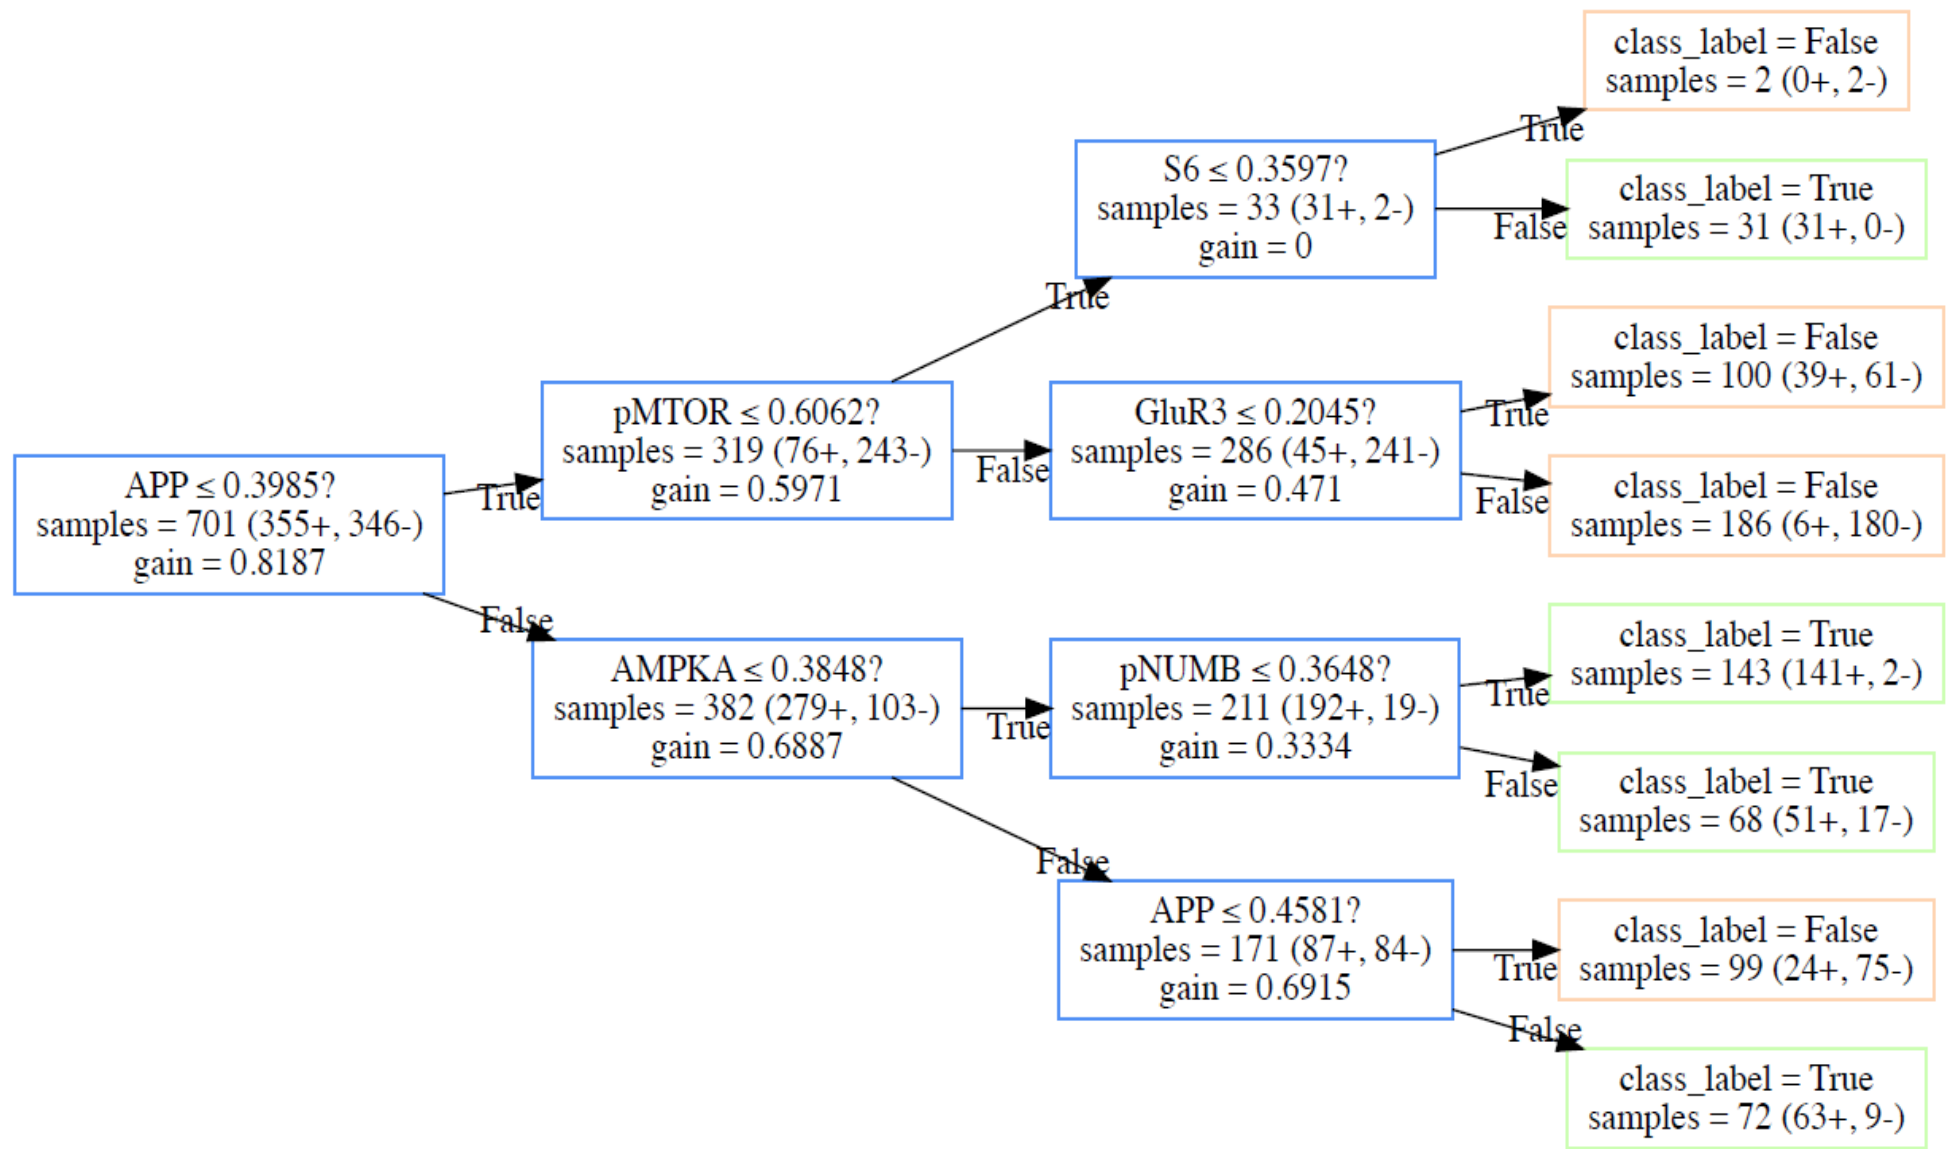 APP ≤ 0.3985?
samples = 701 (355+, 346-)
gain = 0.8187
True
False
pMTOR ≤ 0.6062?
samples = 319 (76+, 243-)
gain = 0.5971
True
False
AMPKA ≤ 0.3848?
samples = 382 (279+, 103-)
gain = 0.6887
True
False
S6 ≤ 0.3597?
samples = 33 (31+, 2-)
gain = 0
True
False
GluR3 ≤ 0.2045?
samples = 286 (45+, 241-)
gain = 0.471
True
False
pNUMB ≤ 0.3648?
samples = 211 (192+, 19-)
gain = 0.3334
True
False
APP ≤ 0.4581?
samples = 171 (87+, 84-)
gain = 0.6915
True
False
class_label = False
samples = 2 (0+, 2-)
class_label = True
samples = 31 (31+, 0-)
class_label = False
samples = 100 (39+, 61-)
class_label = False
samples = 186 (6+, 180-)
class_label = True
samples = 143 (141+, 2-)
class_label = True
samples = 68 (51+, 17-)
class_label = False
samples = 99 (24+, 75-)
class_label = True
samples = 72 (63+, 9-)